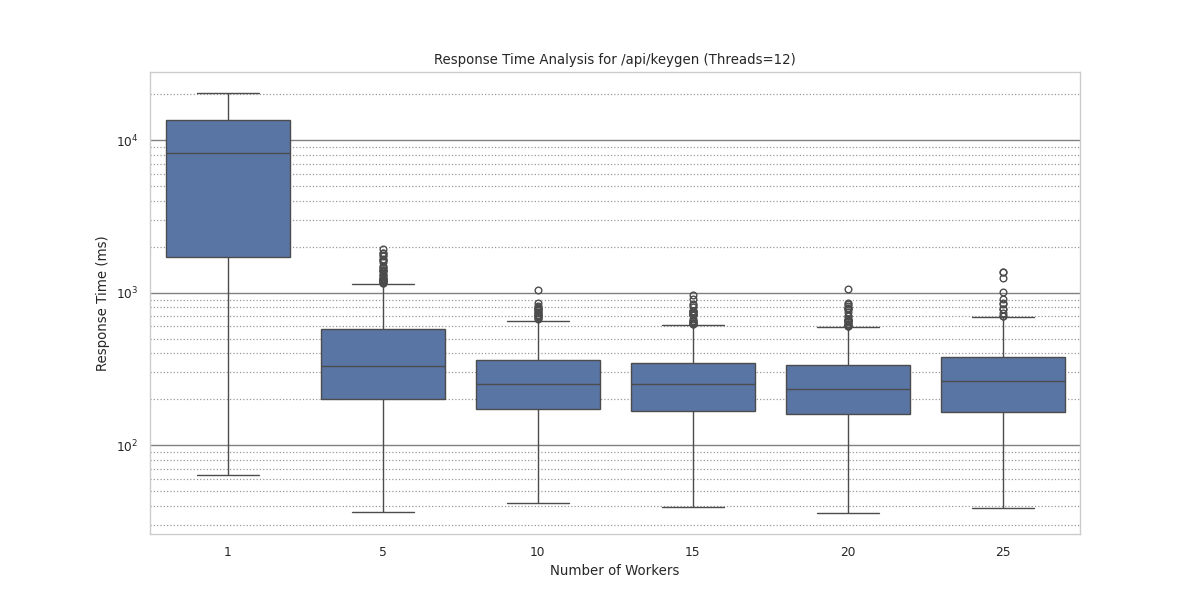 Response Time Analysis for /api/keygen (Threads=12)
Response Time (ms)
10⁴
10³
10²
1 5 10 15 20 25
Number of Workers